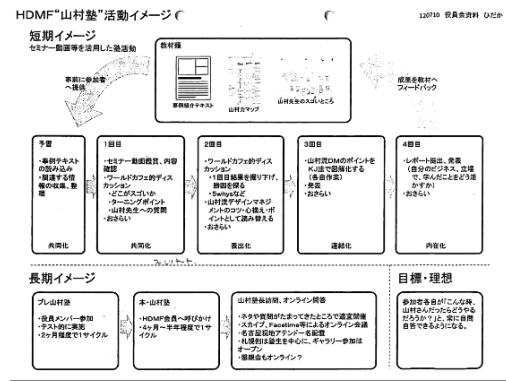 HDMF“山村塾”活動イメージ
120710 役員会資料 ひだか
短期イメージ
セミナー動画等を活用した塾活動
教材類
事前に参加者
へ提供
成果を教材へ
フィードバック
事例紹介テキスト
山村力マップ
山村先生のスゴいところ
予習
・事例テキスト
の読み込み
・関連する情
報の収集、整
理
共同化
1回目
・セミナー動画鑑賞、内容
確認
・ワールドカフェ的ディス
カッション
・どこがスゴいか
・ターニングポイント
・山村先生への質問
・おさらい
共同化
2回目
・ワールドカフェ的ディス
カッション
・1回目結果を掘り下げ、
勝因を探る
・5whysなど
・山村流デザインマネジ
メントのコツ・心構え・ポ
イントとして読み替える
・おさらい
表出化
3回目
・山村流DMのポイントを
KJ法で図解化する
(各自作業)
・発表
・おさらい
連結化
4回目
・レポート提出、発表
(自分のビジネス、立場
で、学んだことをどう活
かすか)
・おさらい
内在化
長期イメージ
プレ山村塾
・役員メンバー参加
・テスト的に実施
・2ヶ月程度で1サイクル
本・山村塾
・HDMF会員へ呼びかけ
・4ヶ月～半年程度で1サ
イクル
山村塾長訪問、オンライン問答
・ネタや質問がたまってきたところで適宜開催
・スカイプ、Facetime等によるオンライン会議
・名古屋現地アテンド一名配置
・札幌側は塾生を中心に、ギャラリー参加は
オープン
・懇親会もオンライン？
目標・理想
参加者各自が「こんな時、
山村さんだったらどうやる
だろうか？」と、常に自問
自答できるようになる。